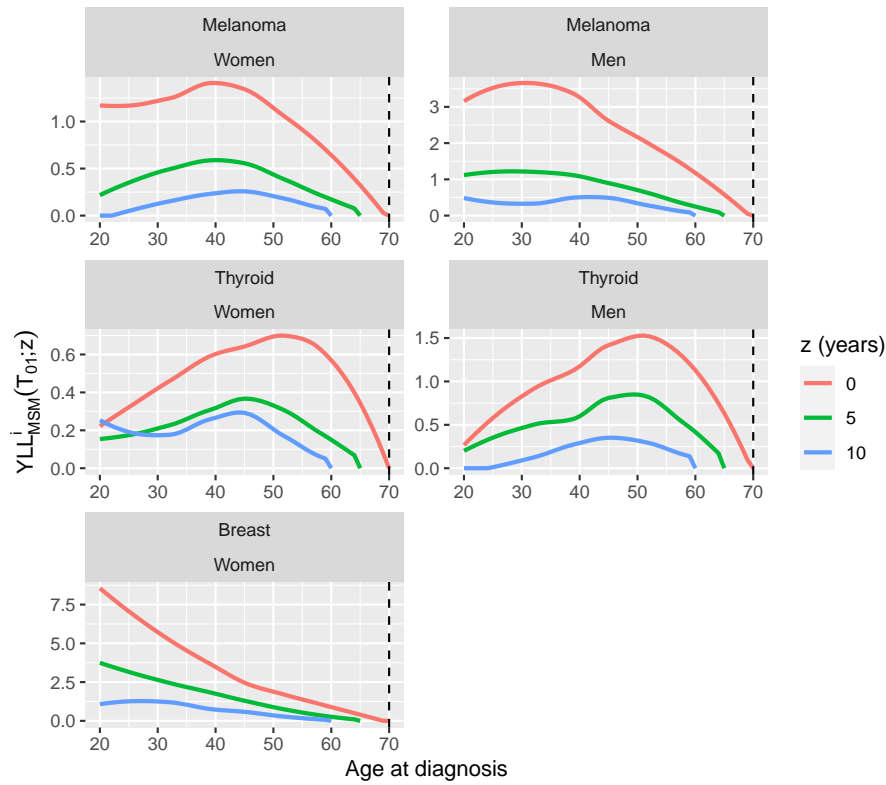 Melanoma
Women
Melanoma
Men
1.0
0.5
0.0
20 30 40 50 60 70
3
2
1
0
20 30 40 50 60 70
Thyroid
Women
Thyroid
Men
0.6
0.4
0.2
0.0
20 30 40 50 60 70
1.5
1.0
0.5
0.0
20 30 40 50 60 70
Breast
Women
7.5
5.0
2.5
0.0
20 30 40 50 60 70
Age at diagnosis
YLL^i_MSM(T_01;z)
z (years)
0
5
10